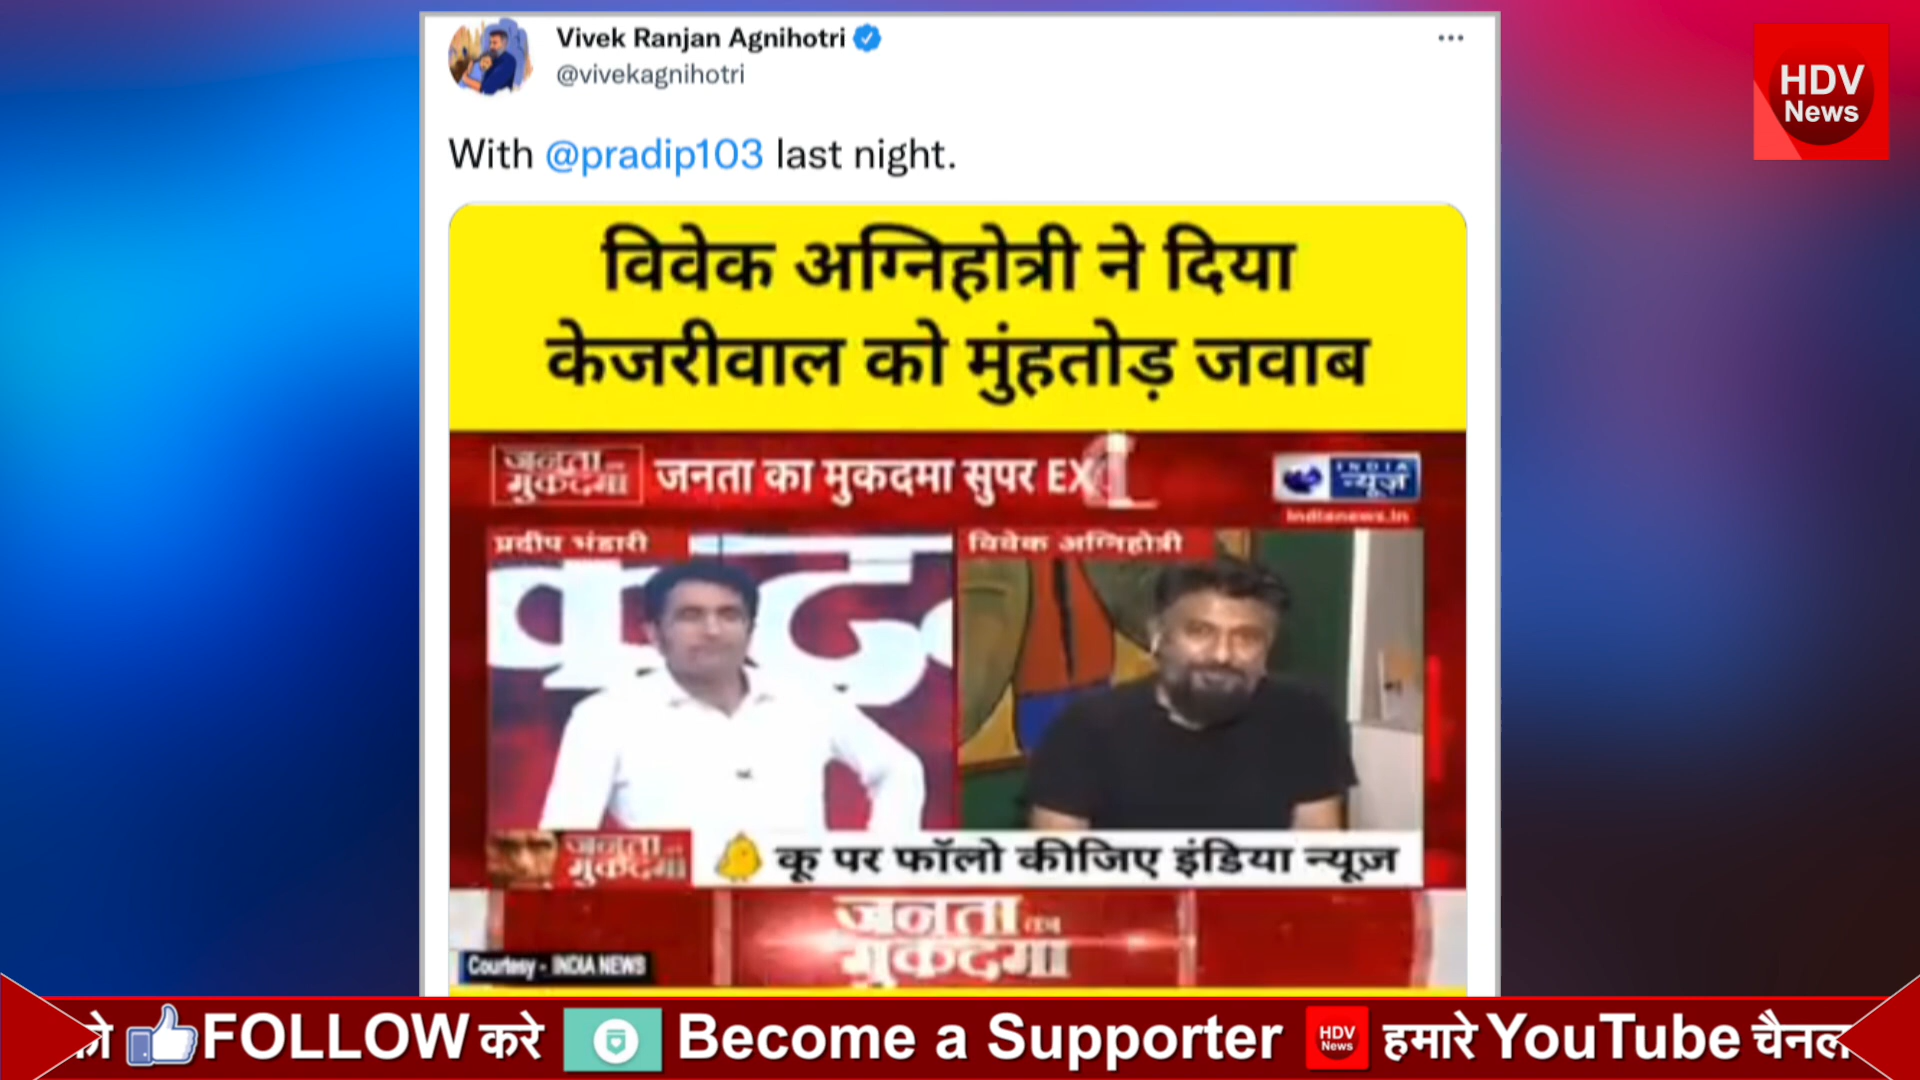 Vivek Ranjan Agnihotri
@vivekagnihotri
HDV
News
With @pradip103 last night.
विवेक अग्निहोत्री ने दिया
केजरीवाल को मुंहतोड़ जवाब
जनता का
मुकदमा
जनता का मुकदमा सुपर EX
INDIA
न्यूज़
indianews.in
प्रदीप भंडारी
विवेक अग्निहोत्री
जनता का
मुकदमा
कू पर फॉलो कीजिए इंडिया न्यूज़
जनता का
मुकदमा
Courtesy - INDIA NEWS
FOLLOW करे Become a Supporter HDV News हमारे YouTube चैनल